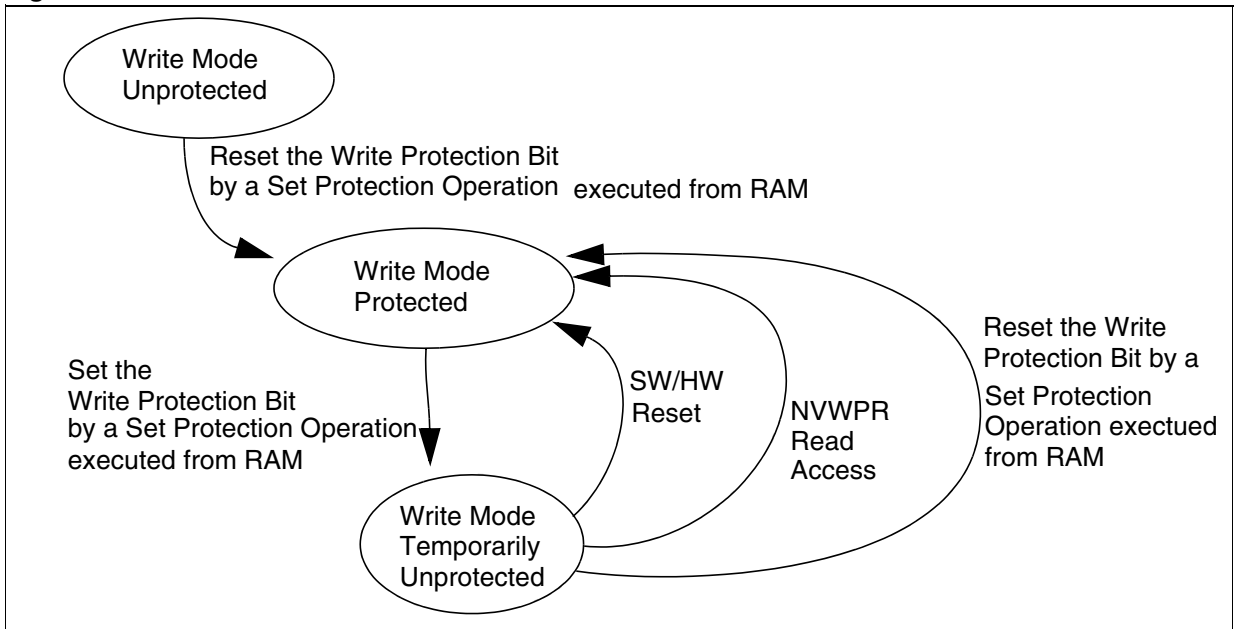 Write Mode
Unprotected
Reset the Write Protection Bit
by a Set Protection Operation executed from RAM
Write Mode
Protected
Set the
Write Protection Bit
by a Set Protection Operation
executed from RAM
SW/HW
Reset
NVWPR
Read
Access
Reset the Write
Protection Bit by a
Set Protection
Operation exectued
from RAM
Write Mode
Temporarily
Unprotected